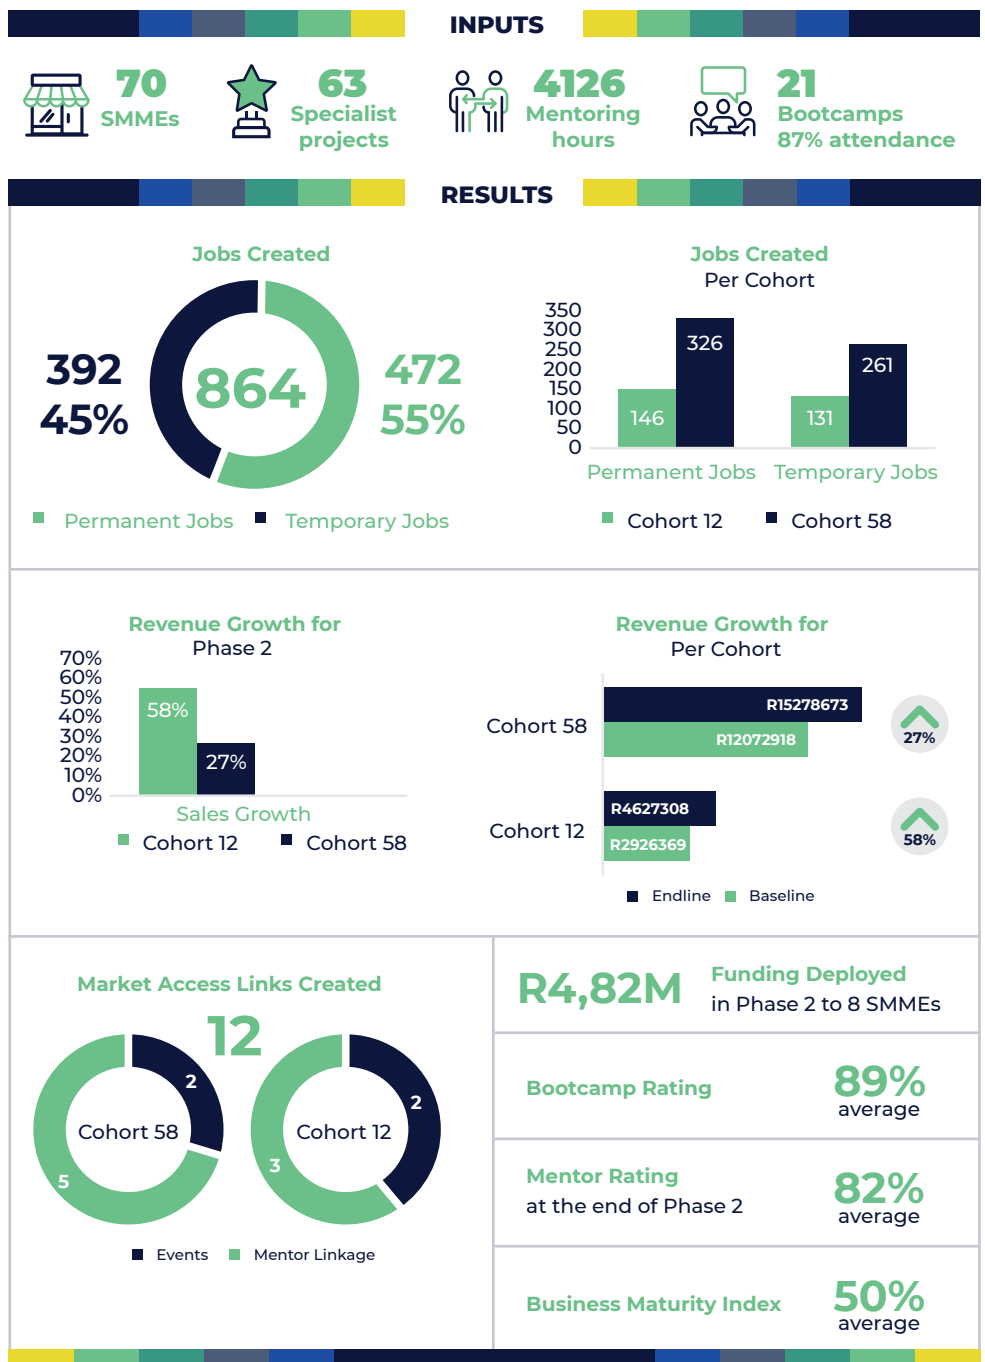 INPUTS
70
SMMEs
63
Specialist
projects
4126
Mentoring
hours
21
Bootcamps
87% attendance
RESULTS
Jobs Created
392
45%
864
472
55%
Permanent Jobs
Temporary Jobs
Jobs Created
Per Cohort
350
300
250
200
150
100
50
0
146
326
131
261
Permanent Jobs
Temporary Jobs
Cohort 12
Cohort 58
Revenue Growth for
Phase 2
70%
60%
50%
40%
30%
20%
10%
0%
58%
27%
Sales Growth
Cohort 12
Cohort 58
Revenue Growth for
Per Cohort
Cohort 58
R15278673
R12072918
27%
Cohort 12
R4627308
R2926369
58%
Endline
Baseline
Market Access Links Created
12
2
Cohort 58
5
2
Cohort 12
3
Events
Mentor Linkage
R4,82M
Funding Deployed
in Phase 2 to 8 SMMEs
Bootcamp Rating
89%
average
Mentor Rating
at the end of Phase 2
82%
average
Business Maturity Index
50%
average